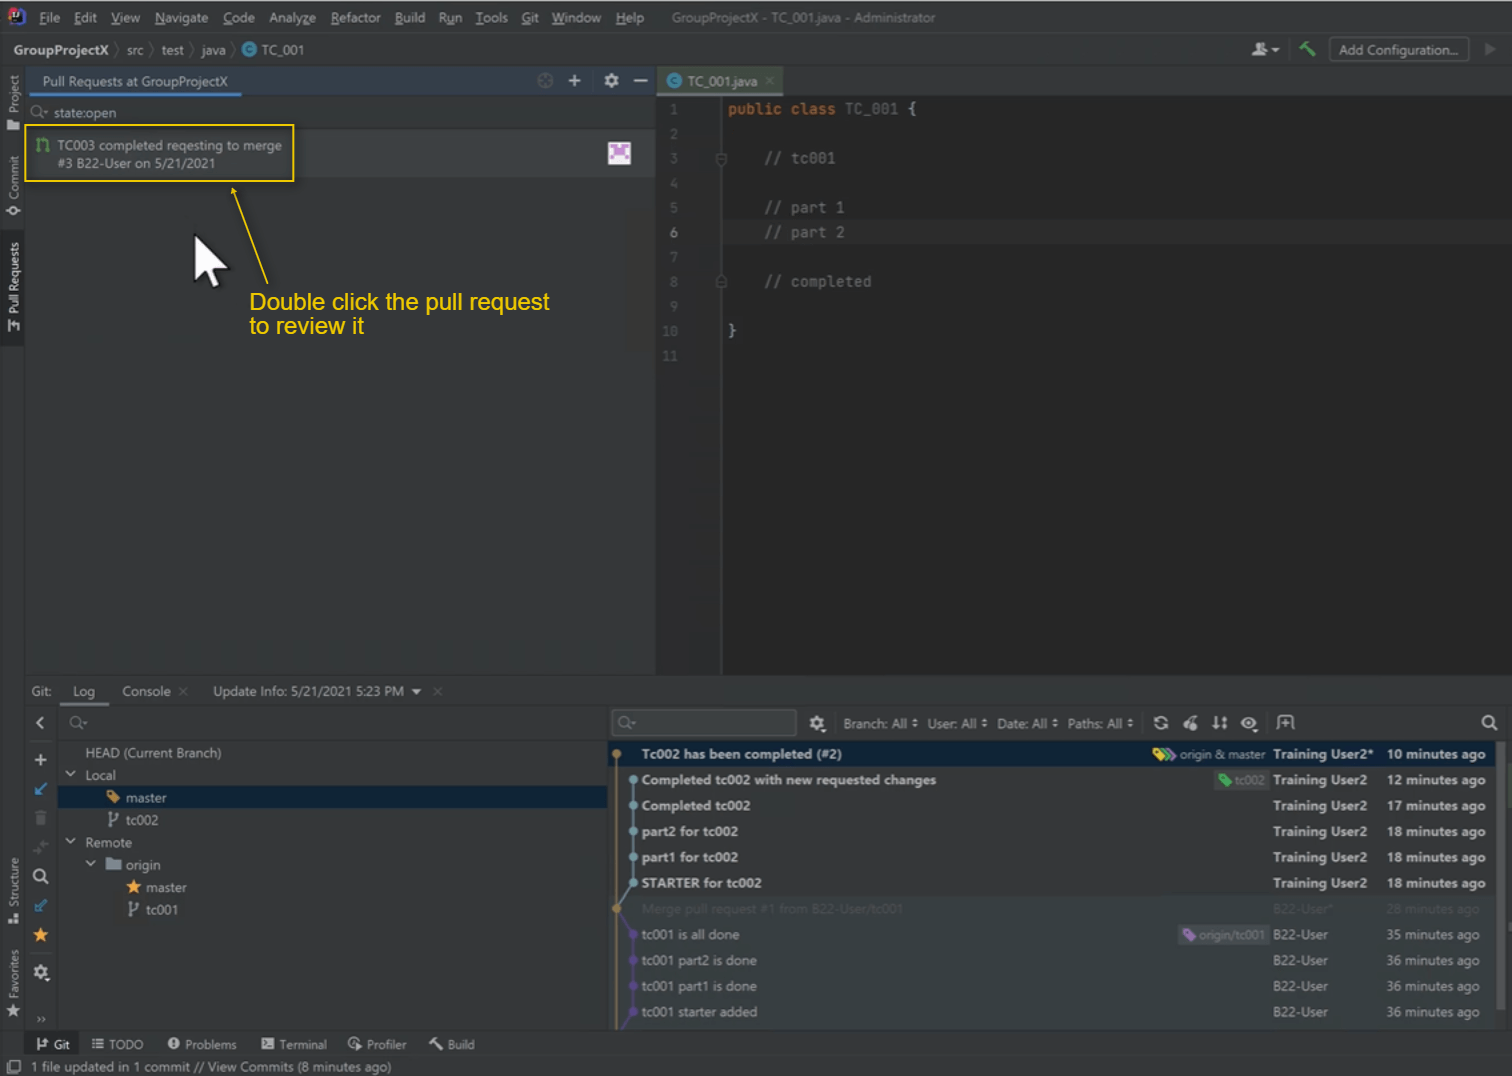 File Edit View Navigate Code Analyze Refactor Build Run Tools Git Window Help GroupProjectX - TC_001.java - Administrator
GroupProjectX src test java TC_001 Add Configuration...
Project
Commit
Pull Requests
Pull Requests at GroupProjectX
state:open
TC003 completed reqesting to merge
#3 B22-User on 5/21/2021
Double click the pull request
to review it
TC_001.java
1 public class TC_001 {
2
3 // tc001
4
5 // part 1
6 // part 2
7
8 // completed
9
10 }
11
Git: Log Console Update Info: 5/21/2021 5:23 PM
HEAD (Current Branch)
Local
master
tc002
Remote
origin
master
tc001
Branch: All User: All Date: All Paths: All
Tc002 has been completed (#2) origin & master Training User2* 10 minutes ago
Completed tc002 with new requested changes tc002 Training User2 12 minutes ago
Completed tc002 Training User2 17 minutes ago
part2 for tc002 Training User2 18 minutes ago
part1 for tc002 Training User2 18 minutes ago
STARTER for tc002 Training User2 18 minutes ago
Merge pull request #1 from B22-User/tc001 B22-User* 28 minutes ago
tc001 is all done origin/tc001 B22-User 35 minutes ago
tc001 part2 is done B22-User 36 minutes ago
tc001 part1 is done B22-User 36 minutes ago
tc001 starter added B22-User 36 minutes ago
Structure
Favorites
Git TODO Problems Terminal Profiler Build
1 file updated in 1 commit // View Commits (8 minutes ago)